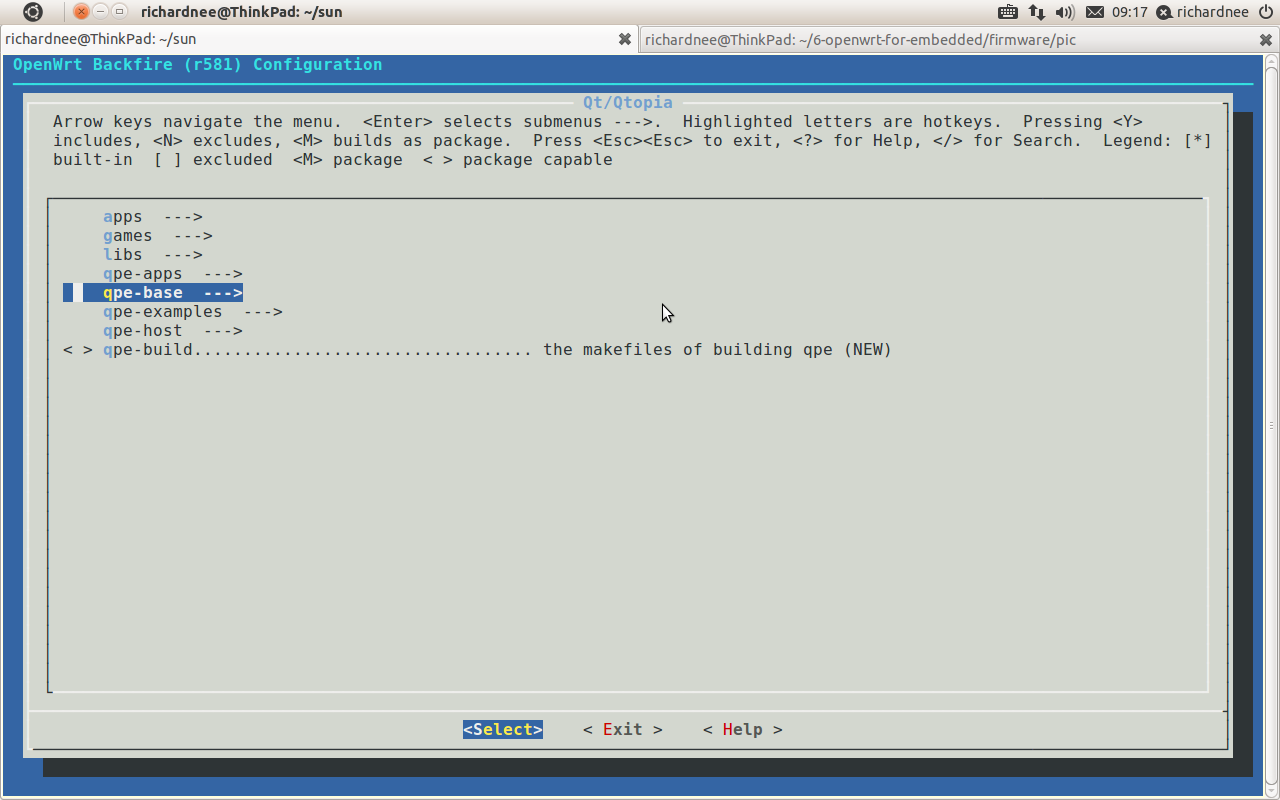 richardnee@ThinkPad: ~/sun
09:17
richardnee
richardnee@ThinkPad: ~/sun
richardnee@ThinkPad: ~/6-openwrt-for-embedded/firmware/pic
OpenWrt Backfire (r581) Configuration
Qt/Qtopia
Arrow keys navigate the menu.  <Enter> selects submenus --->.  Highlighted letters are hotkeys.  Pressing <Y>
includes, <N> excludes, <M> builds as package.  Press <Esc><Esc> to exit, <?> for Help, </> for Search.  Legend: [*]
built-in  [ ] excluded  <M> package  < > package capable
apps  --->
games  --->
libs  --->
qpe-apps  --->
qpe-base  --->
qpe-examples  --->
qpe-host  --->
< > qpe-build.................................. the makefiles of building qpe (NEW)
<Select>    < Exit >    < Help >